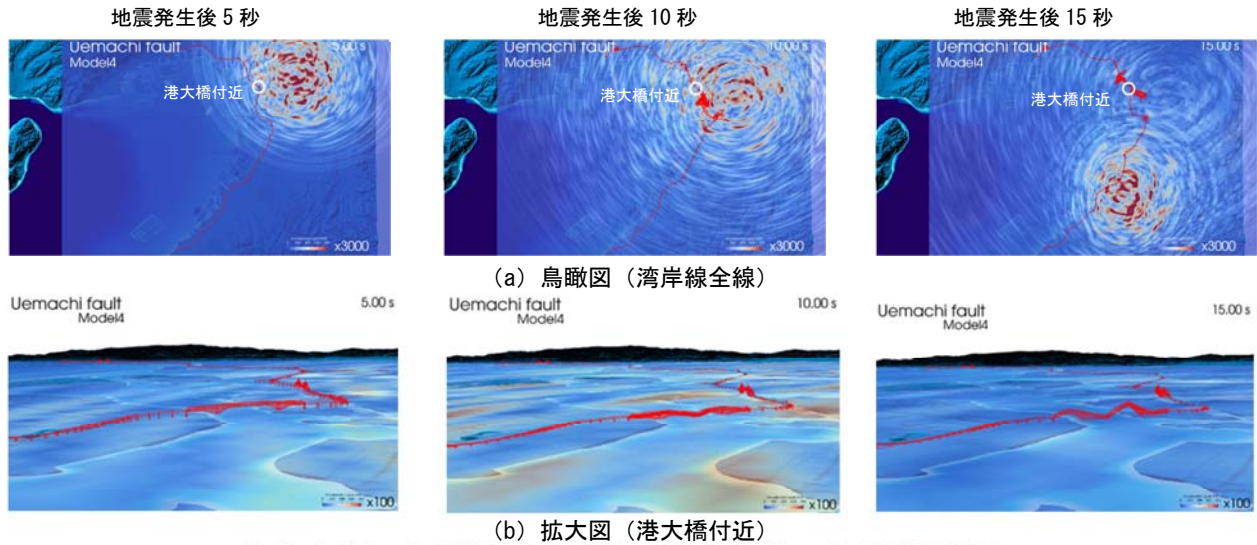 地震発生後 5 秒
地震発生後 10 秒
地震発生後 15 秒
Uemachi fault
Model4
5.00 s
港大橋付近
x3000
Uemachi fault
Model4
10.00 s
港大橋付近
x3000
Uemachi fault
Model4
15.00 s
港大橋付近
x3000
(a) 鳥瞰図（湾岸線全線）
Uemachi fault
Model4
5.00 s
x100
Uemachi fault
Model4
10.00 s
x100
Uemachi fault
Model4
15.00 s
x100
(b) 拡大図（港大橋付近）